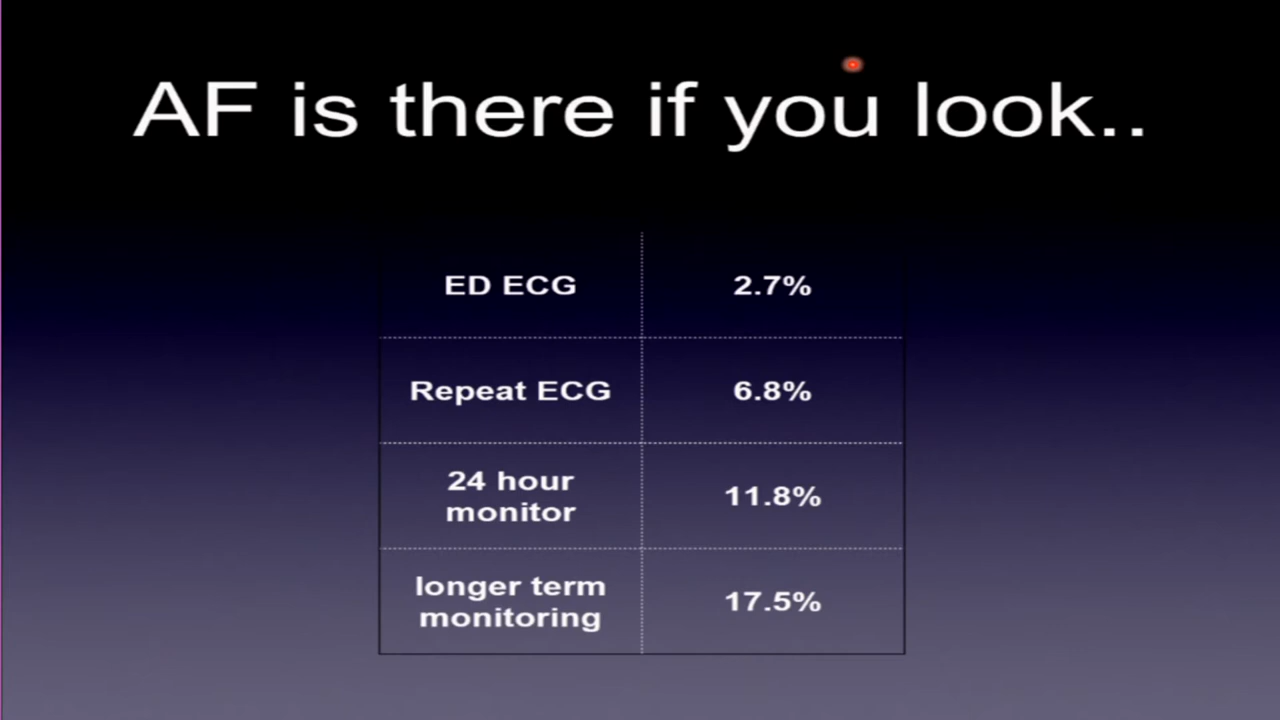 AF is there if you look..
ED ECG 2.7%
Repeat ECG 6.8%
24 hour
monitor
11.8%
longer term
monitoring
17.5%